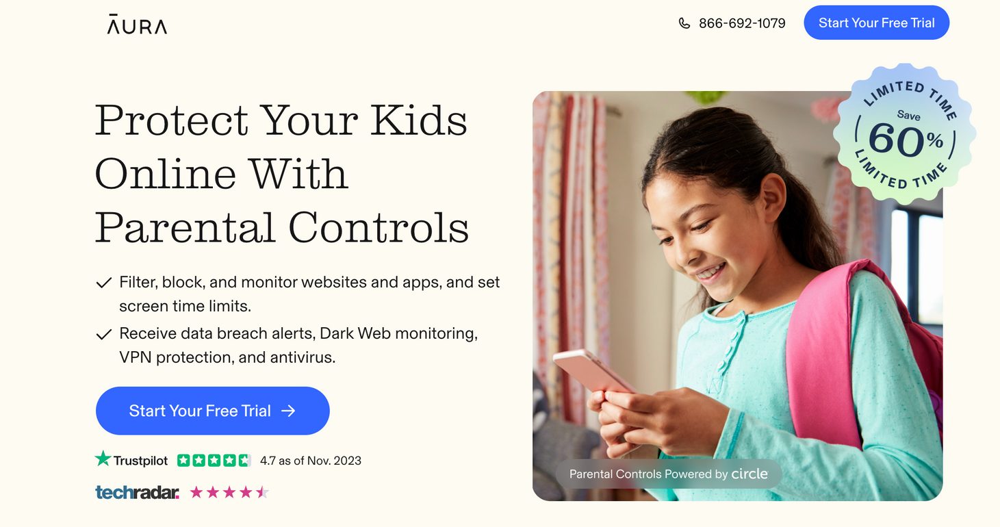 ĀURA
866-692-1079
Start Your Free Trial
Protect Your Kids
Online With
Parental Controls
Filter, block, and monitor websites and apps, and set
screen time limits.
Receive data breach alerts, Dark Web monitoring,
VPN protection, and antivirus.
Start Your Free Trial
Trustpilot 4.7 as of Nov. 2023
techradar.
LIMITED TIME
Save
60%
LIMITED TIME
Parental Controls Powered by circle